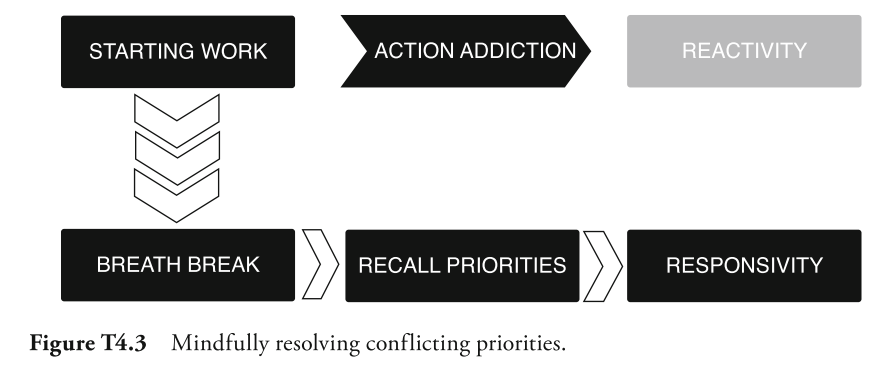 STARTING WORK
ACTION ADDICTION
REACTIVITY
BREATH BREAK
RECALL PRIORITIES
RESPONSIVITY
Figure T4.3 Mindfully resolving conflicting priorities.